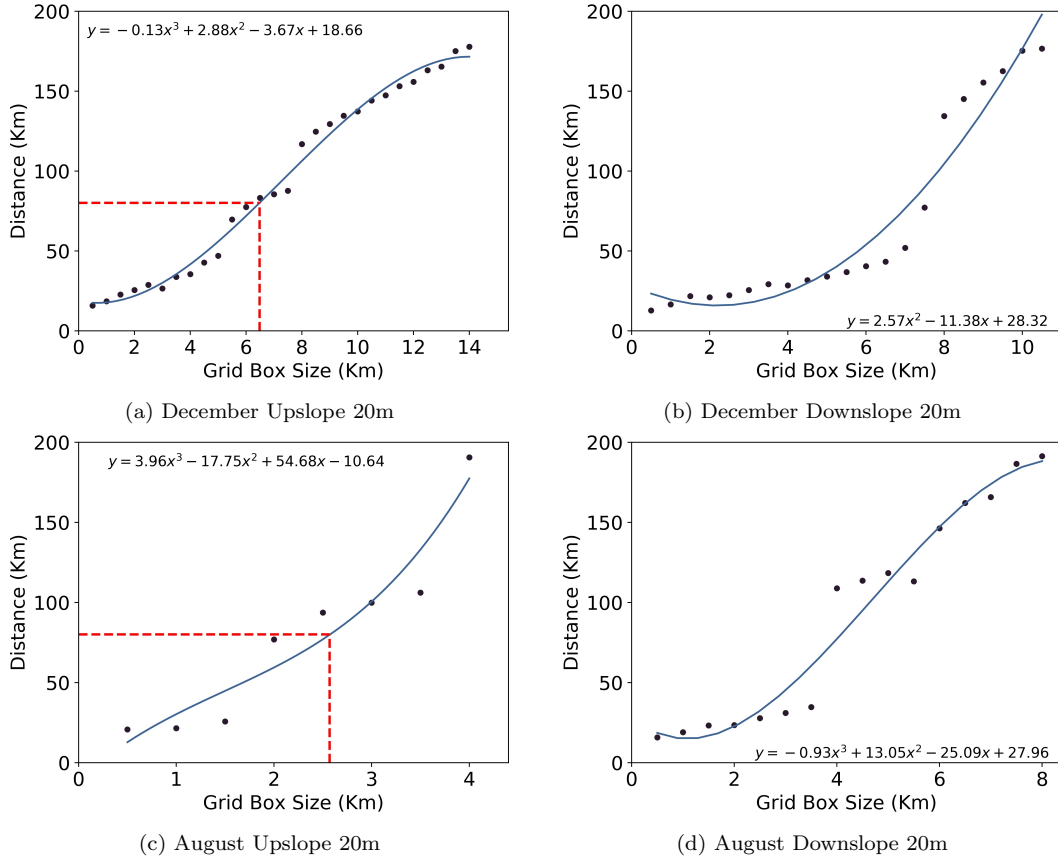 y = −0.13x³ + 2.88x² − 3.67x + 18.66
200
150
100
50
0
Distance (Km)
0 2 4 6 8 10 12 14
Grid Box Size (Km)
(a) December Upslope 20m
200
150
100
50
0
Distance (Km)
y = 2.57x² − 11.38x + 28.32
0 2 4 6 8 10
Grid Box Size (Km)
(b) December Downslope 20m
y = 3.96x³ − 17.75x² + 54.68x − 10.64
200
150
100
50
0
Distance (Km)
0 1 2 3 4
Grid Box Size (Km)
(c) August Upslope 20m
200
150
100
50
0
Distance (Km)
y = −0.93x³ + 13.05x² − 25.09x + 27.96
0 2 4 6 8
Grid Box Size (Km)
(d) August Downslope 20m